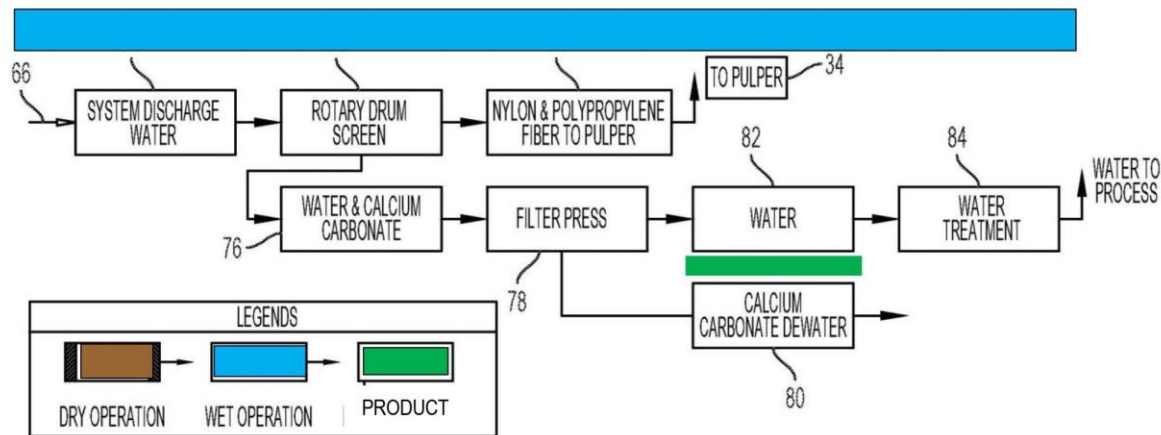 66
TO PULPER
34
SYSTEM DISCHARGE
WATER
ROTARY DRUM
SCREEN
NYLON & POLYPROPYLENE
FIBER TO PULPER
82
84
WATER TO
PROCESS
WATER & CALCIUM
CARBONATE
FILTER PRESS
WATER
WATER
TREATMENT
76
78
CALCIUM
CARBONATE DEWATER
80
LEGENDS
DRY OPERATION
WET OPERATION
PRODUCT